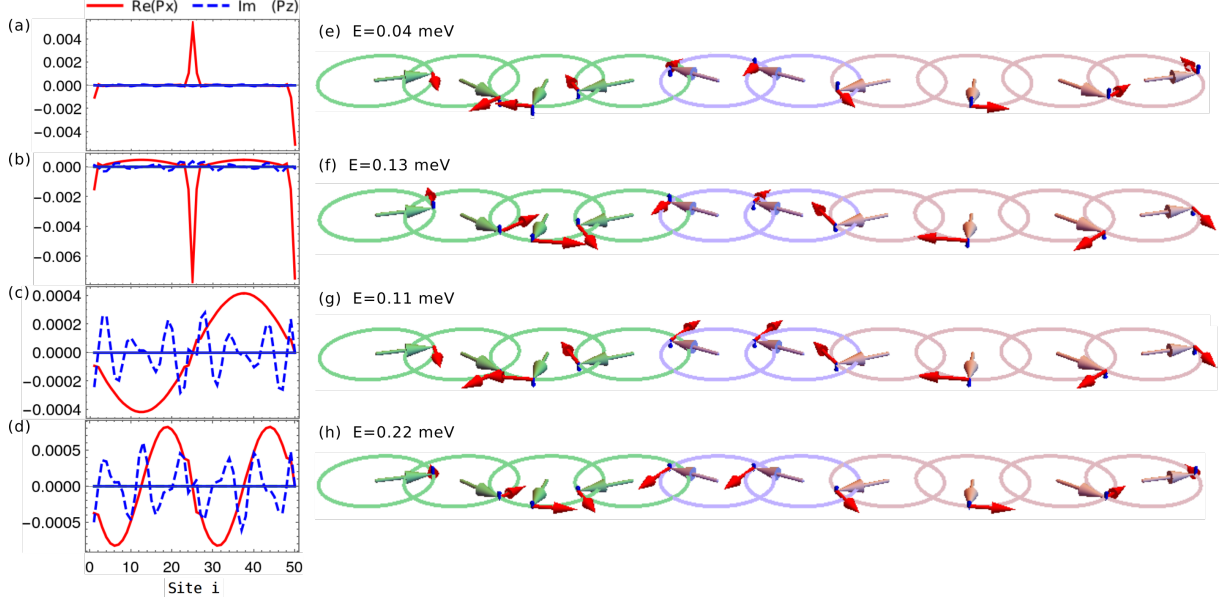 Re(Px) Im (Pz)
(a)
0.004
0.002
0.000
−0.002
−0.004
(e) E=0.04 meV
(b)
0.000
−0.002
−0.004
−0.006
(f) E=0.13 meV
(c)
0.0004
0.0002
0.0000
−0.0002
−0.0004
(g) E=0.11 meV
(d)
0.0005
0.0000
−0.0005
(h) E=0.22 meV
0 10 20 30 40 50
Site i